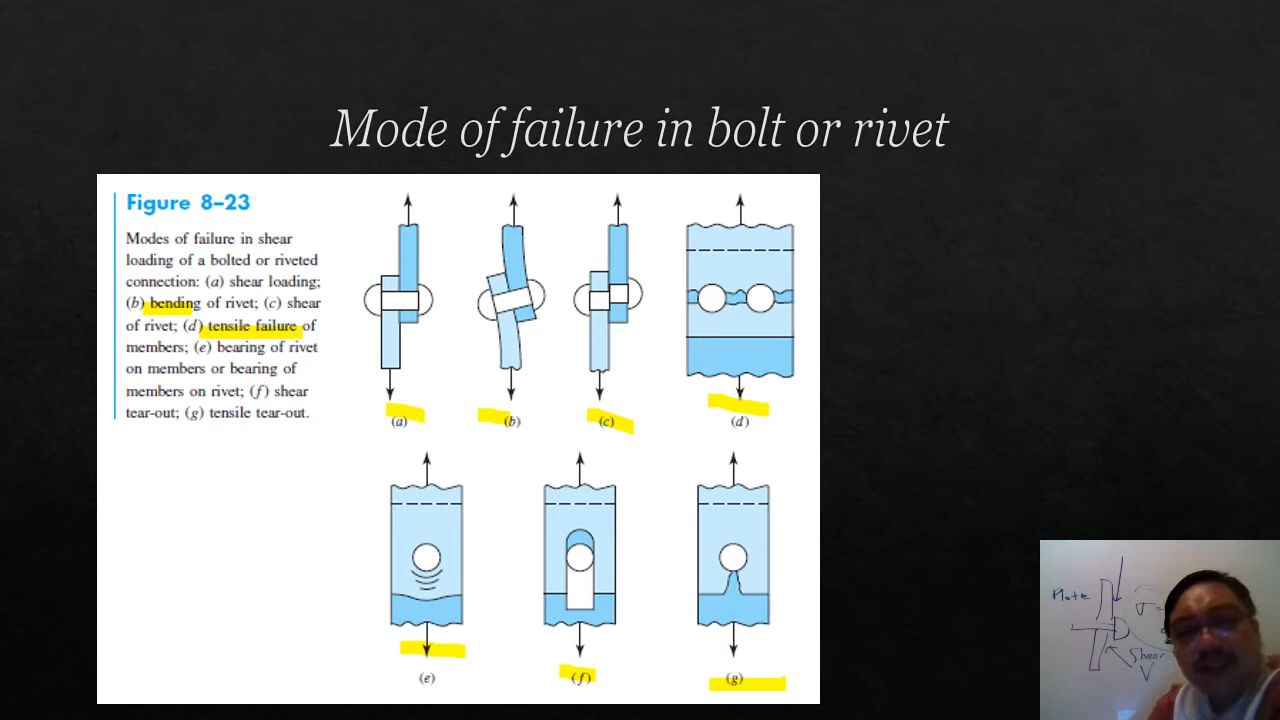 Mode of failure in bolt or rivet
Figure 8–23
Modes of failure in shear
loading of a bolted or riveted
connection: (a) shear loading;
(b) bending of rivet; (c) shear
of rivet; (d) tensile failure of
members; (e) bearing of rivet
on members or bearing of
members on rivet; (f) shear
tear-out; (g) tensile tear-out.
(a)
(b)
(c)
(d)
(e)
(f)
(g)
Plate
σ=
Shear
V